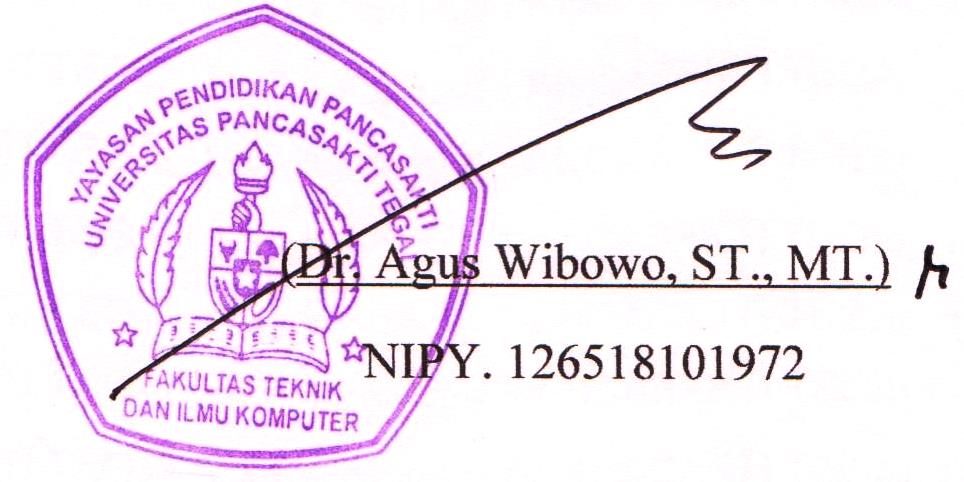 YAYASAN PENDIDIKAN PANCASAKTI
UNIVERSITAS PANCASAKTI TEGAL
(Dr. Agus Wibowo, ST., MT.)
NIPY. 126518101972
FAKULTAS TEKNIK
DAN ILMU KOMPUTER